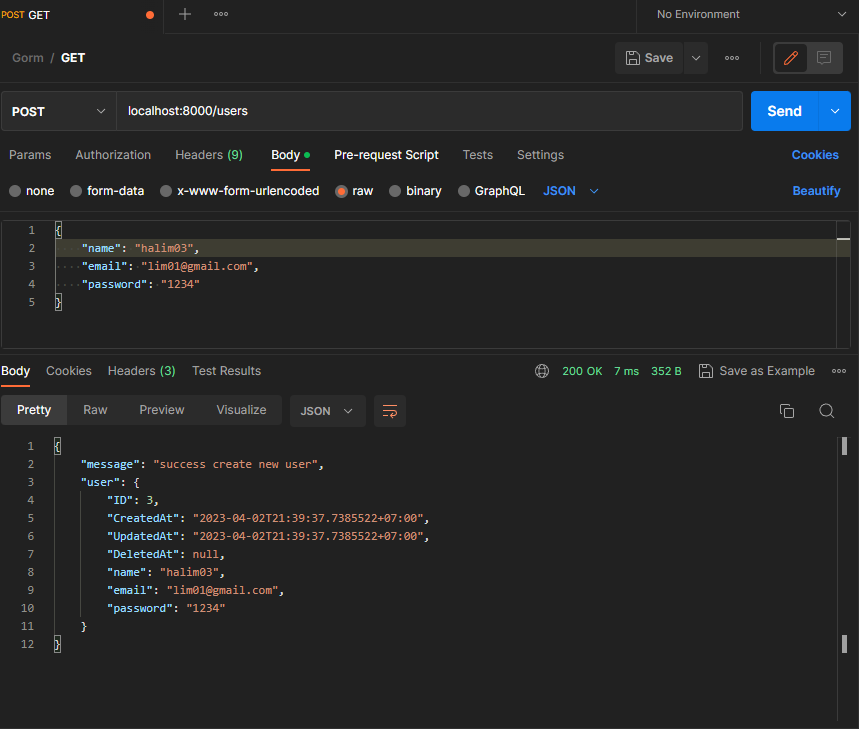 POST GET
No Environment
Gorm / GET
Save
POST localhost:8000/users Send
Params Authorization Headers (9) Body Pre-request Script Tests Settings Cookies
none form-data x-www-form-urlencoded raw binary GraphQL JSON Beautify
1 {
2 "name": "halim03",
3 "email": "lim01@gmail.com",
4 "password": "1234"
5 }
Body Cookies Headers (3) Test Results 200 OK 7 ms 352 B Save as Example
Pretty Raw Preview Visualize JSON
1 {
2 "message": "success create new user",
3 "user": {
4 "ID": 3,
5 "CreatedAt": "2023-04-02T21:39:37.7385522+07:00",
6 "UpdatedAt": "2023-04-02T21:39:37.7385522+07:00",
7 "DeletedAt": null,
8 "name": "halim03",
9 "email": "lim01@gmail.com",
10 "password": "1234"
11 }
12 }